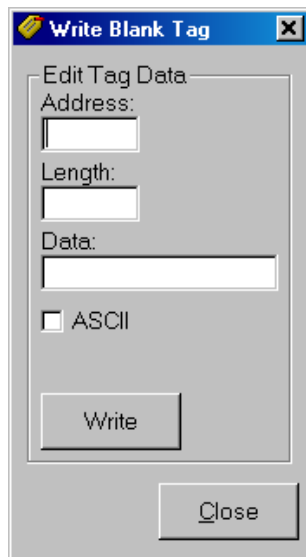 Write Blank Tag
Edit Tag Data
Address:
Length:
Data:
ASCII
Write
Close